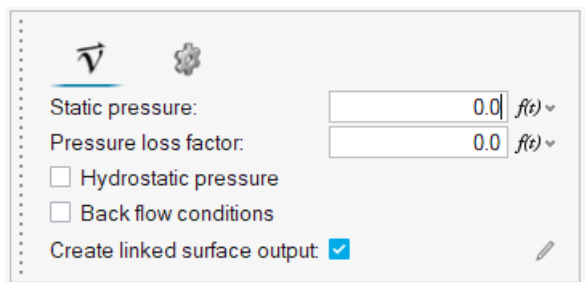 v
Static pressure: 0.0 f(t)
Pressure loss factor: 0.0 f(t)
Hydrostatic pressure
Back flow conditions
Create linked surface output: